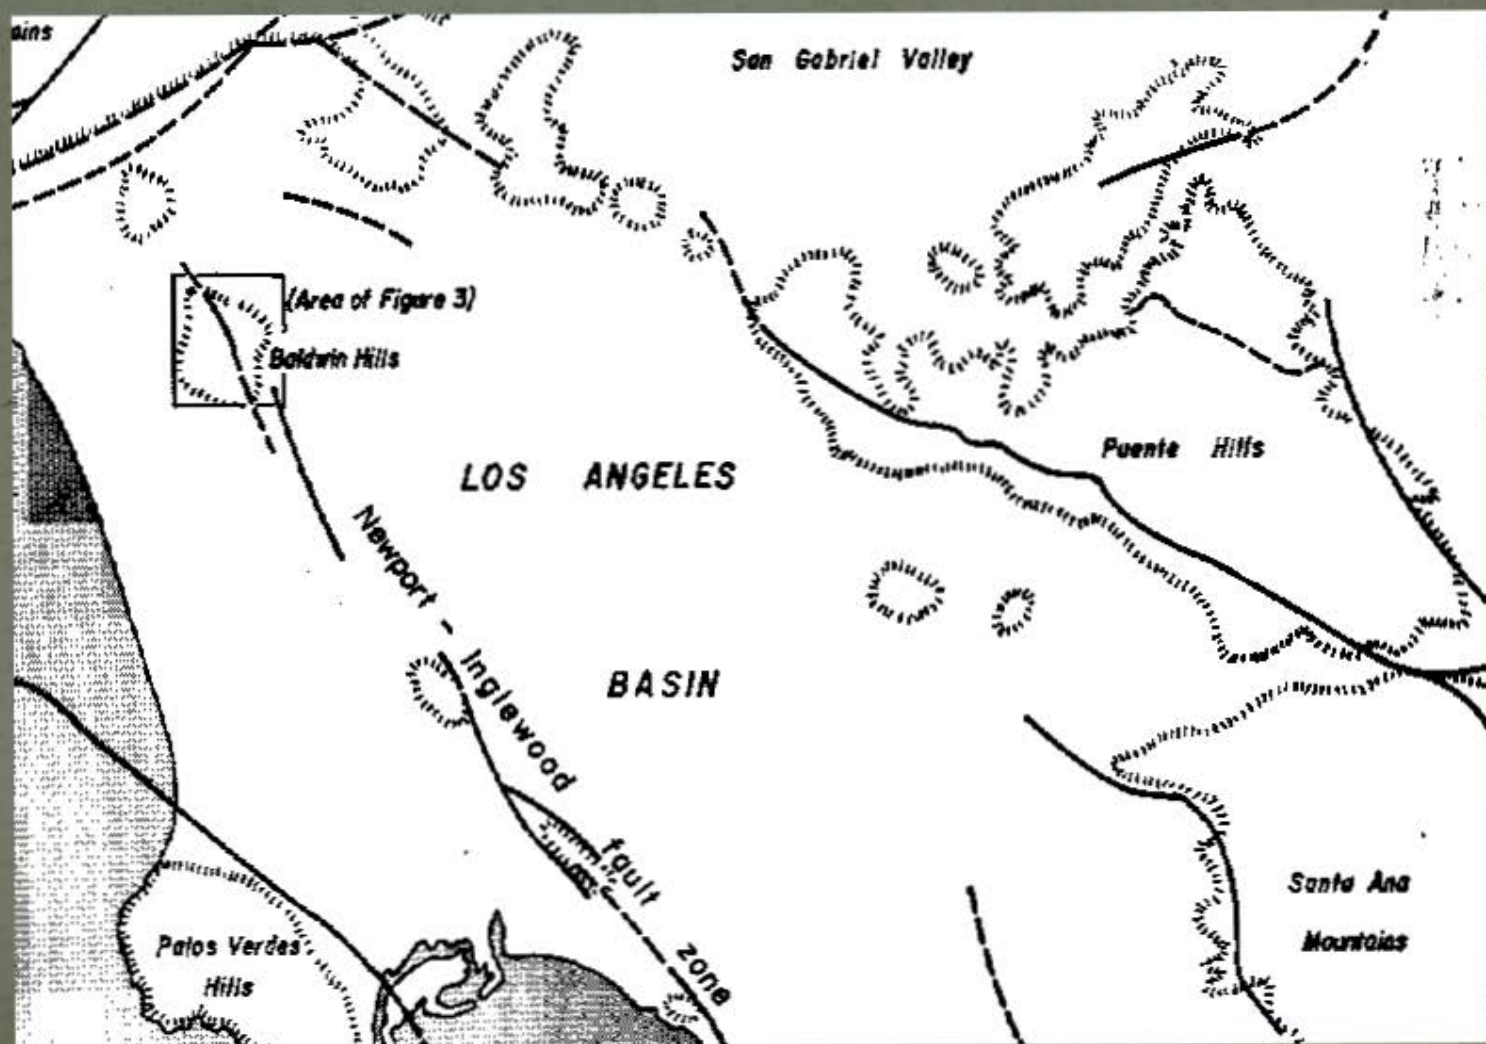 ains
San Gabriel Valley
(Area of Figure 3)
Baldwin Hills
Puente Hills
LOS ANGELES
BASIN
Newport - Inglewood fault zone
Santa Ana
Mountains
Palos Verdes
Hills